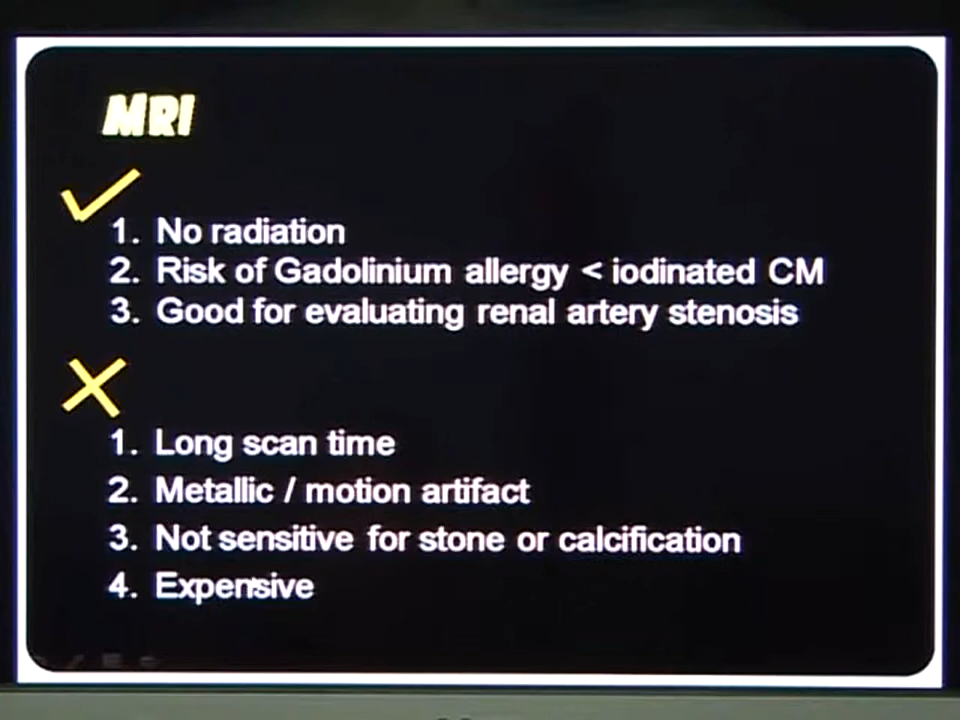 MRI
1. No radiation
2. Risk of Gadolinium allergy < iodinated CM
3. Good for evaluating renal artery stenosis
1. Long scan time
2. Metallic / motion artifact
3. Not sensitive for stone or calcification
4. Expensive